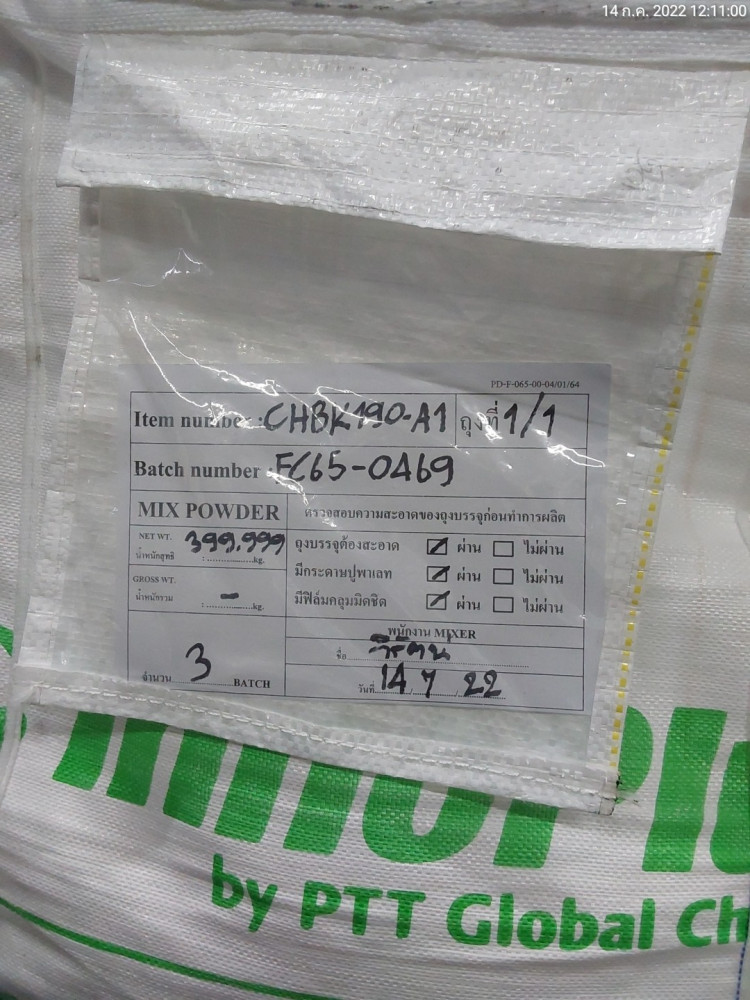 14 ก.ค. 2022 12:11:00
PD-F-065-00-04/01/64
Item number : CHBK190-A1 ถุงที่ 1/1
Batch number : FC65-0469
MIX POWDER ตรวจสอบความสะอาดของถุงบรรจุก่อนทำการผลิต
NET WT. 399.999
น้ำหนักสุทธิ :................kg.
ถุงบรรจุต้องสะอาด ☑ ผ่าน ☐ ไม่ผ่าน
มีกระดาษปูพาเลท ☑ ผ่าน ☐ ไม่ผ่าน
มีฟิล์มคลุมมิดชิด ☑ ผ่าน ☐ ไม่ผ่าน
GROSS WT. -
น้ำหนักรวม :................kg.
พนักงาน MIXER
ชื่อ
จำนวน 3 BATCH
วันที่ 14 / 7 / 22
by PTT Global Ch